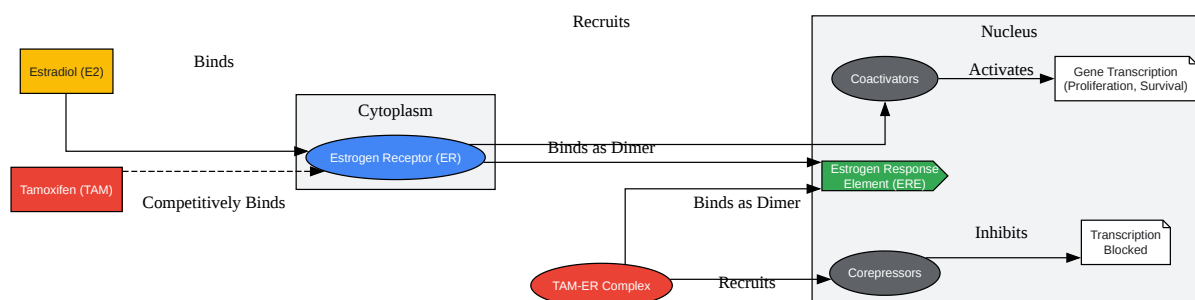 Recruits
Nucleus
Estradiol (E2)
Binds
Coactivators
Activates
Gene Transcription
(Proliferation, Survival)
Cytoplasm
Estrogen Receptor (ER)
Binds as Dimer
Tamoxifen (TAM)
Competitively Binds
Estrogen Response
Element (ERE)
Binds as Dimer
Inhibits
Transcription
Blocked
TAM-ER Complex
Recruits
Corepressors